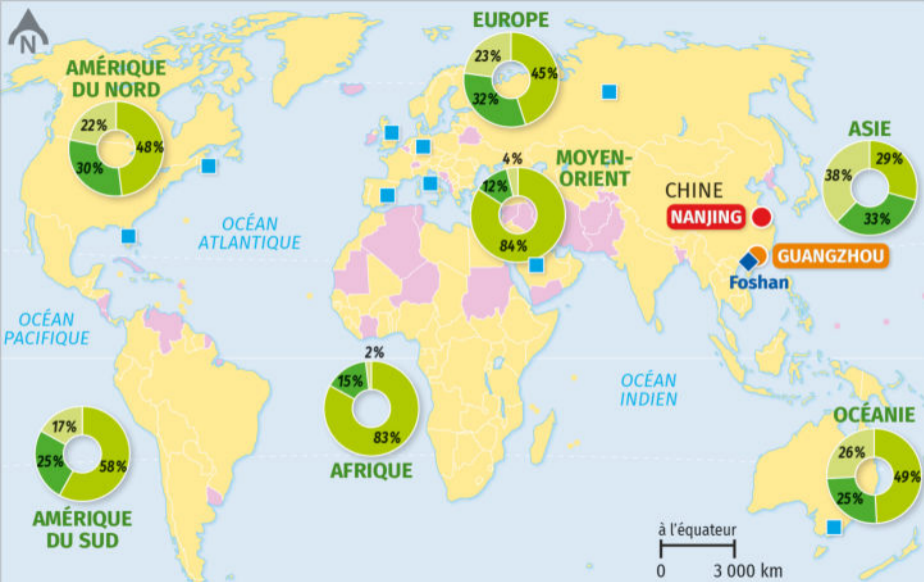 N
AMÉRIQUE
DU NORD
22%
48%
30%
EUROPE
23%
45%
32%
MOYEN-
ORIENT
4%
12%
84%
ASIE
29%
38%
33%
CHINE
NANJING
GUANGZHOU
Foshan
OCÉAN
ATLANTIQUE
OCÉAN
PACIFIQUE
2%
15%
83%
AFRIQUE
OCÉAN
INDIEN
17%
25%
58%
AMÉRIQUE
DU SUD
OCÉANIE
26%
49%
25%
à l'équateur
0 3 000 km